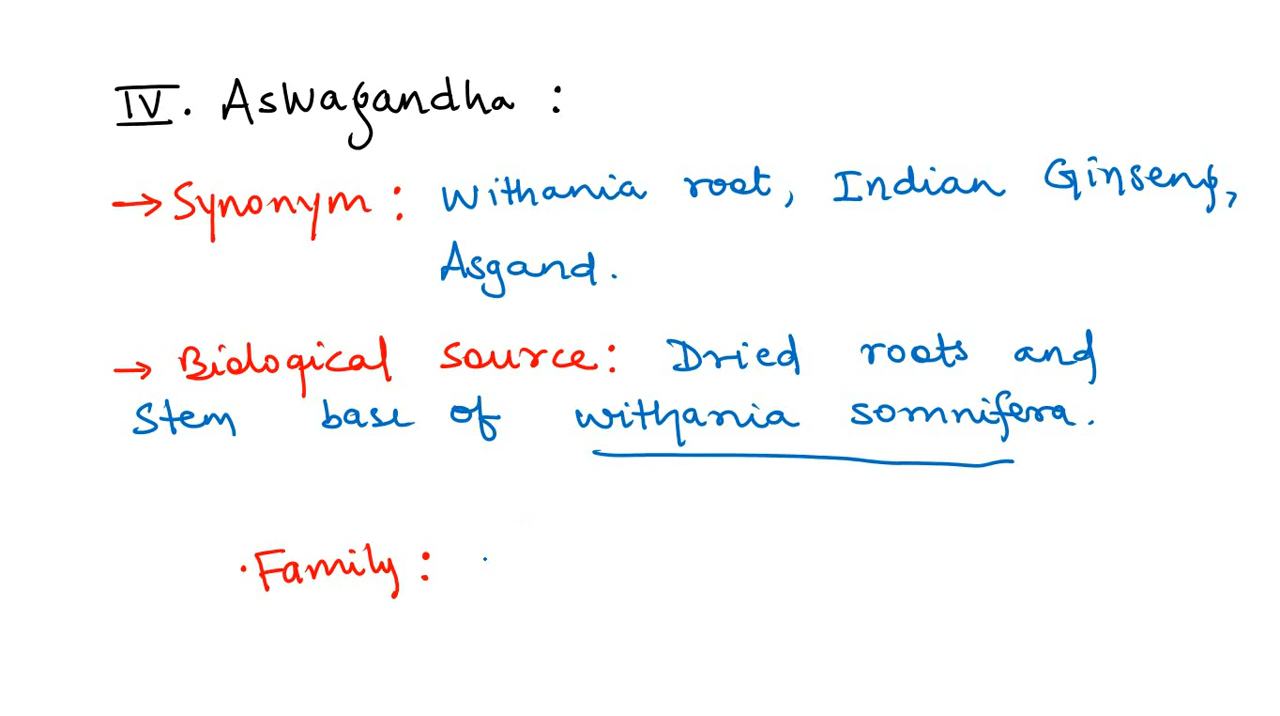 IV. Aswagandha :
→ Synonym : Withania root, Indian Ginseng,
Asgand.
→ Biological source : Dried roots and
stem base of withania somnifera.
· Family :